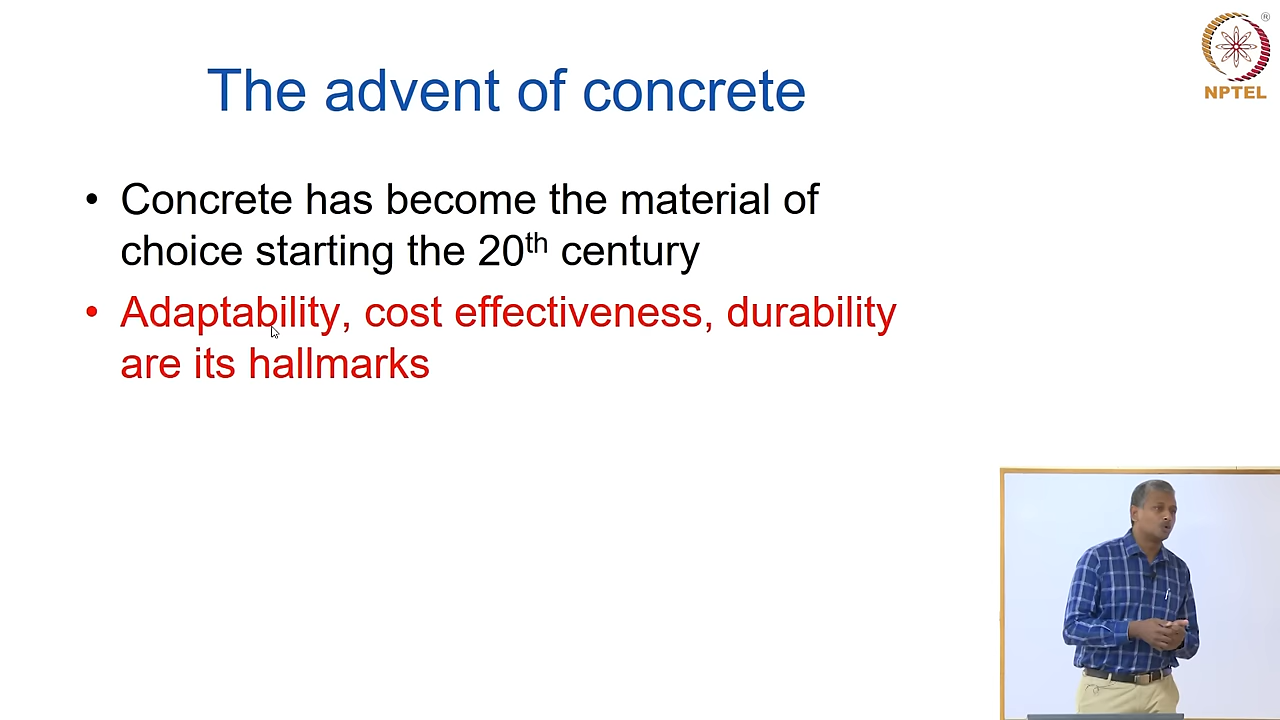 The advent of concrete
• Concrete has become the material of
choice starting the 20th century
• Adaptability, cost effectiveness, durability
are its hallmarks
®
NPTEL